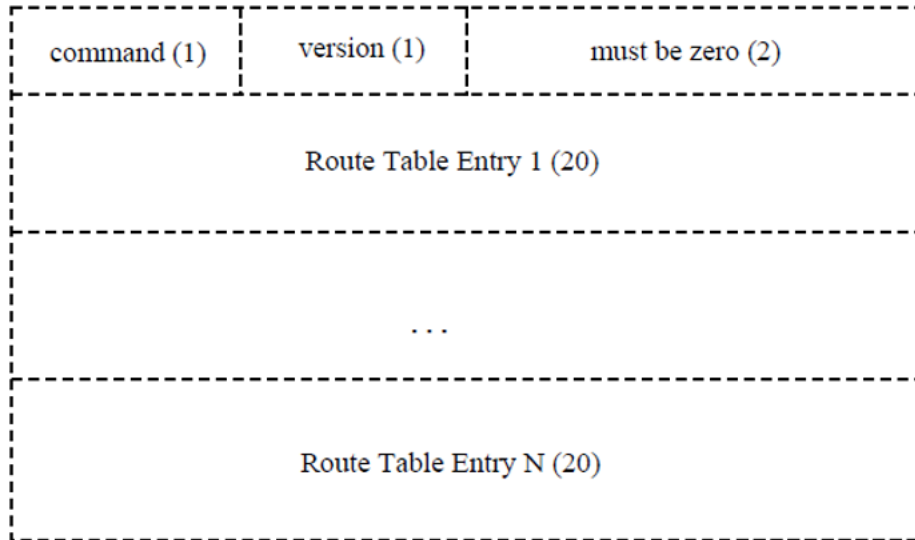 command (1) version (1) must be zero (2)
Route Table Entry 1 (20)
. . .
Route Table Entry N (20)